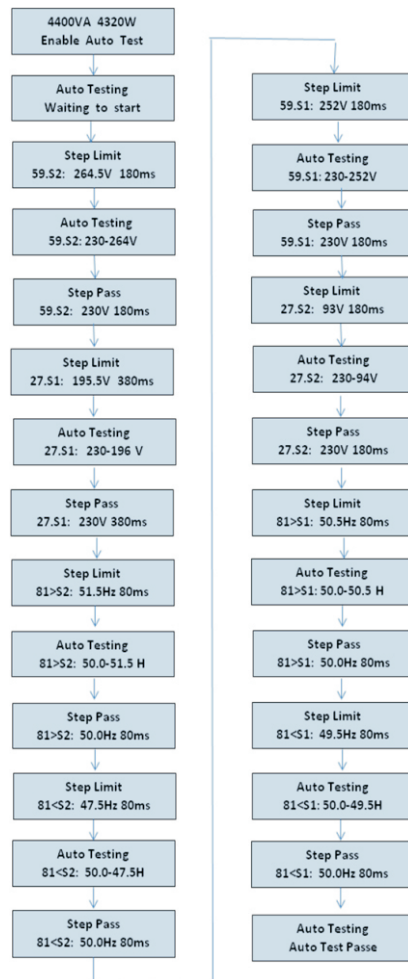 4400VA 4320W
Enable Auto Test
Auto Testing
Waiting to start
Step Limit
59.S2: 264.5V 180ms
Auto Testing
59.S2: 230-264V
Step Pass
59.S2: 230V 180ms
Step Limit
27.S1: 195.5V 380ms
Auto Testing
27.S1: 230-196 V
Step Pass
27.S1: 230V 380ms
Step Limit
81>S2: 51.5Hz 80ms
Auto Testing
81>S2: 50.0-51.5 H
Step Pass
81>S2: 50.0Hz 80ms
Step Limit
81<S2: 47.5Hz 80ms
Auto Testing
81<S2: 50.0-47.5H
Step Pass
81<S2: 50.0Hz 80ms
Step Limit
59.S1: 252V 180ms
Auto Testing
59.S1: 230-252V
Step Pass
59.S1: 230V 180ms
Step Limit
27.S2: 93V 180ms
Auto Testing
27.S2: 230-94V
Step Pass
27.S2: 230V 180ms
Step Limit
81>S1: 50.5Hz 80ms
Auto Testing
81>S1: 50.0-50.5 H
Step Pass
81>S1: 50.0Hz 80ms
Step Limit
81<S1: 49.5Hz 80ms
Auto Testing
81<S1: 50.0-49.5H
Step Pass
81<S1: 50.0Hz 80ms
Auto Testing
Auto Test Passe